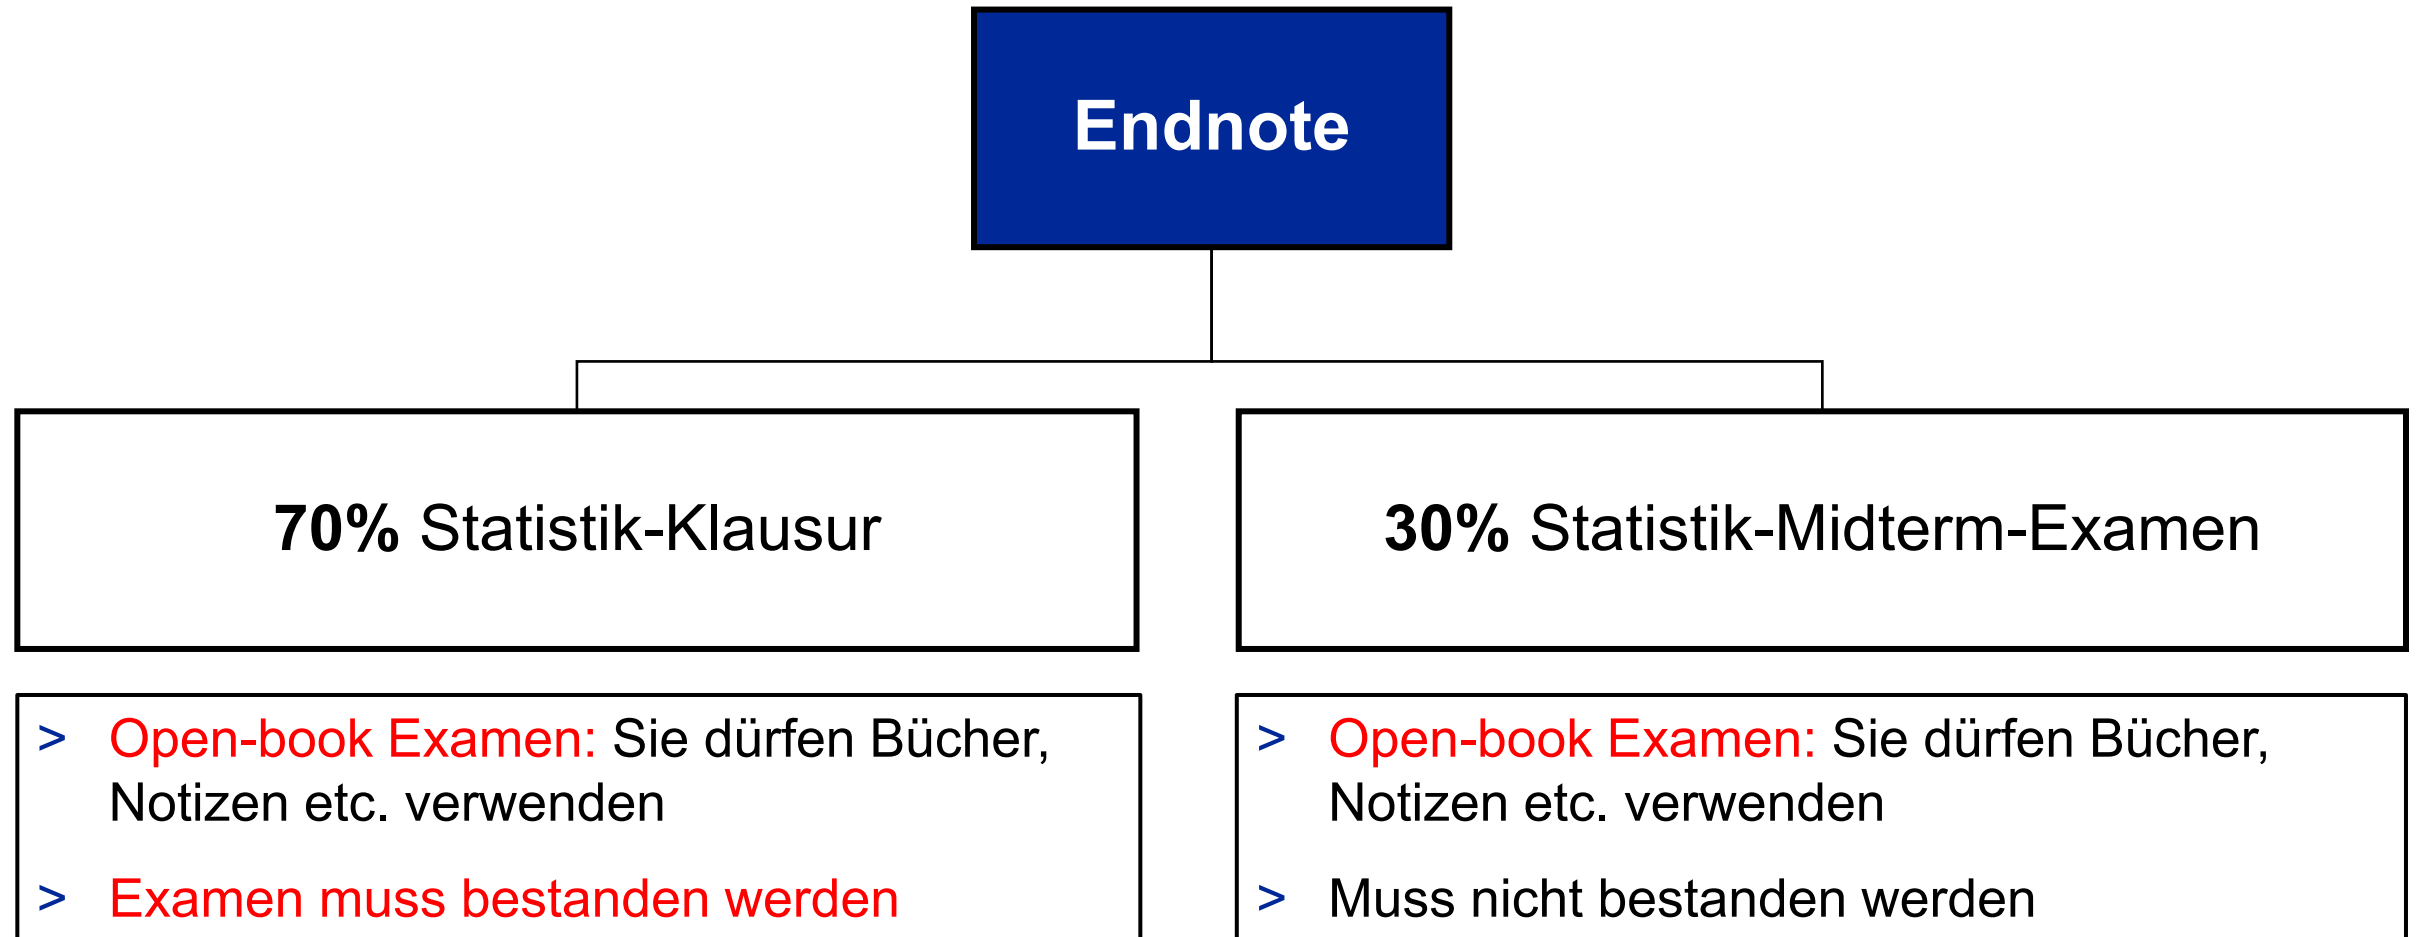 Endnote
70% Statistik-Klausur
30% Statistik-Midterm-Examen
> Open-book Examen: Sie dürfen Bücher,
Notizen etc. verwenden
> Examen muss bestanden werden
> Open-book Examen: Sie dürfen Bücher,
Notizen etc. verwenden
> Muss nicht bestanden werden